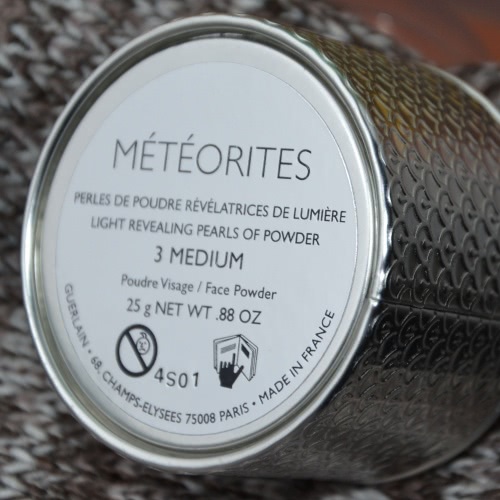 MÉTÉORITES
PERLES DE POUDRE RÉVÉLATRICES DE LUMIÈRE
LIGHT REVEALING PEARLS OF POWDER
3 MEDIUM
Poudre Visage / Face Powder
25 g NET WT .88 OZ
4S01
GUERLAIN • 68, CHAMPS-ELYSEES 75008 PARIS • MADE IN FRANCE